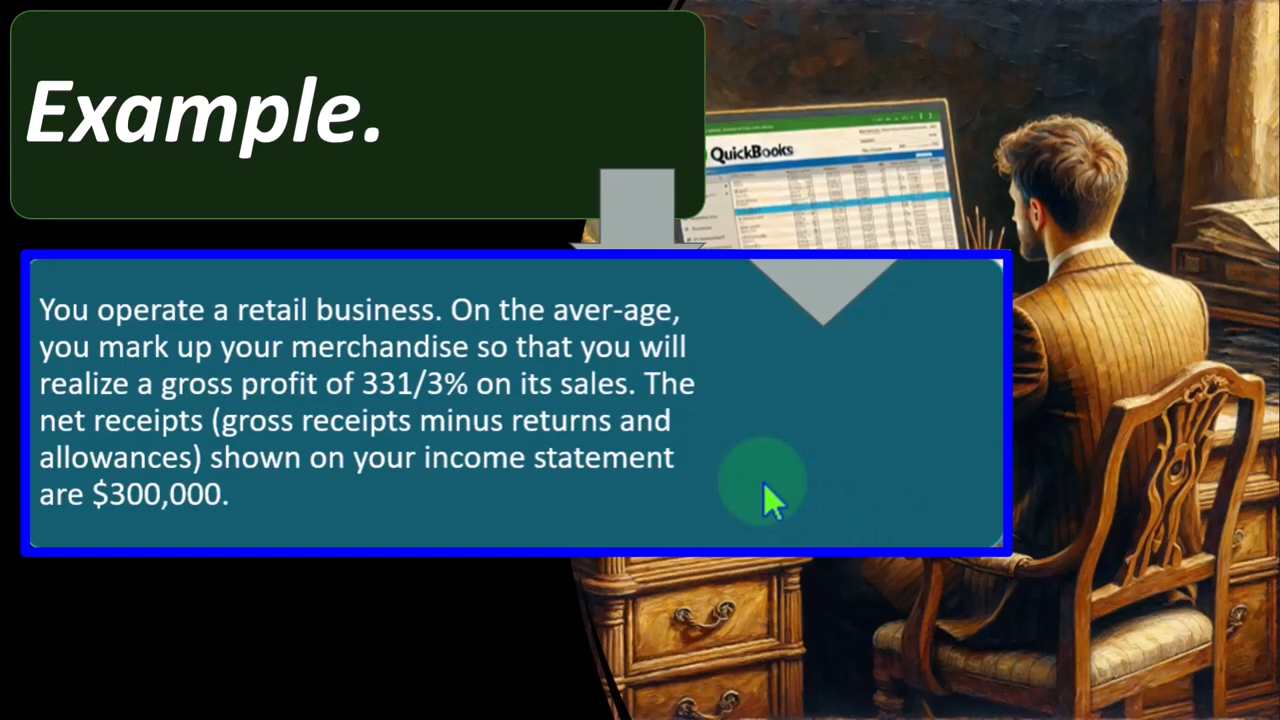 Example.
QuickBooks
You operate a retail business. On the aver-age,
you mark up your merchandise so that you will
realize a gross profit of 331/3% on its sales. The
net receipts (gross receipts minus returns and
allowances) shown on your income statement
are $300,000.